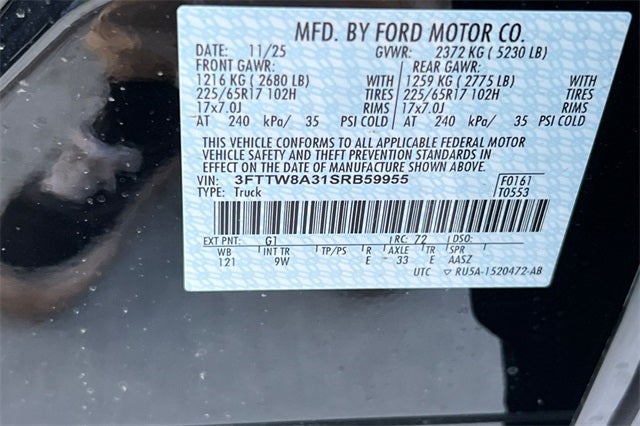 MFD. BY FORD MOTOR CO.
DATE: 11/25 GVWR: 2372 KG ( 5230 LB)
FRONT GAWR: REAR GAWR:
1216 KG ( 2680 LB) WITH 1259 KG ( 2775 LB) WITH
225/65R17 102H TIRES 225/65R17 102H TIRES
17x7.0J RIMS 17x7.0J RIMS
AT 240 kPa/ 35 PSI COLD AT 240 kPa/ 35 PSI COLD
THIS VEHICLE CONFORMS TO ALL APPLICABLE FEDERAL MOTOR
VEHICLE SAFETY AND THEFT PREVENTION STANDARDS IN
EFFECT ON THE DATE OF MANUFACTURE SHOWN ABOVE.
VIN: 3FTTW8A31SRB59955 F0161
TYPE: Truck T0553
EXT PNT: G1 RC: 72 DSO:
WB INT TR TP/PS R AXLE TR SPR
121 9W E 33 E AASZ
UTC ▽ RU5A-1520472-AB